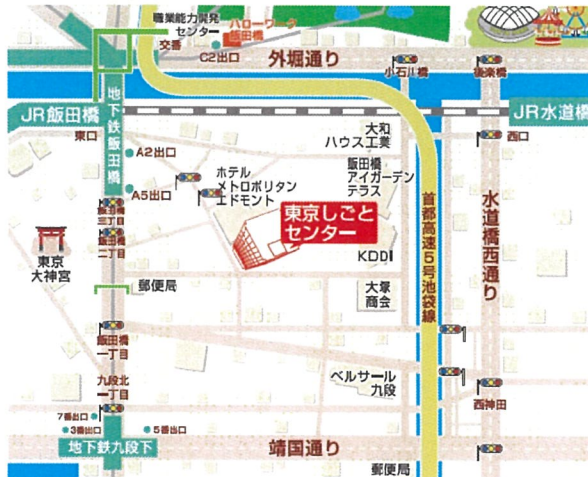 職業能力開発
センター
交番
ハローワーク
飯田橋
C2出口
外堀通り
小石川橋
後楽橋
JR飯田橋
東口
地下鉄飯田橋
JR水道橋
西口
A2出口
A5出口
大和
ハウス工業
飯田橋
アイガーデン
テラス
ホテル
メトロポリタン
エドモント
東京しごと
センター
飯田橋
三丁目
飯田橋
二丁目
東京
大神宮
KDDI
首都高速5号池袋線
水道橋西通り
郵便局
大塚
商会
飯田橋
一丁目
ベルサール
九段
九段北
一丁目
西神田
7番出口
3番出口
5番出口
地下鉄九段下
靖国通り
郵便局